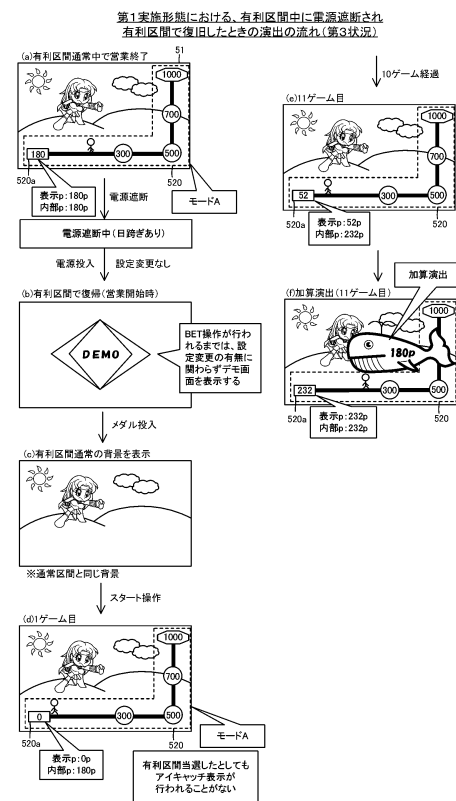 第1実施形態における、有利区間中に電源遮断され
有利区間で復旧したときの演出の流れ(第3状況)
(a)有利区間通常中で営業終了
51
1000
700
180
300
500
520a
520
表示p:180p
内部p:180p
モードA
電源遮断
電源遮断中(日跨ぎあり)
電源投入
設定変更なし
(b)有利区間で復帰(営業開始時)
DEMO
BET操作が行わ
れるまでは、設
定変更の有無に
関わらずデモ画
面を表示する
メダル投入
(c)有利区間通常の背景を表示
※通常区間と同じ背景
スタート操作
(d)1ゲーム目
1000
700
0
300
500
520a
520
表示p:0p
内部p:180p
モードA
有利区間当選したとしても
アイキャッチ表示が
行われることがない
10ゲーム経過
(e)11ゲーム目
1000
700
52
300
500
520a
520
表示p:52p
内部p:232p
加算演出
(f)加算演出(11ゲーム目)
1000
180p
232
300
500
520a
520
表示p:232p
内部p:232p